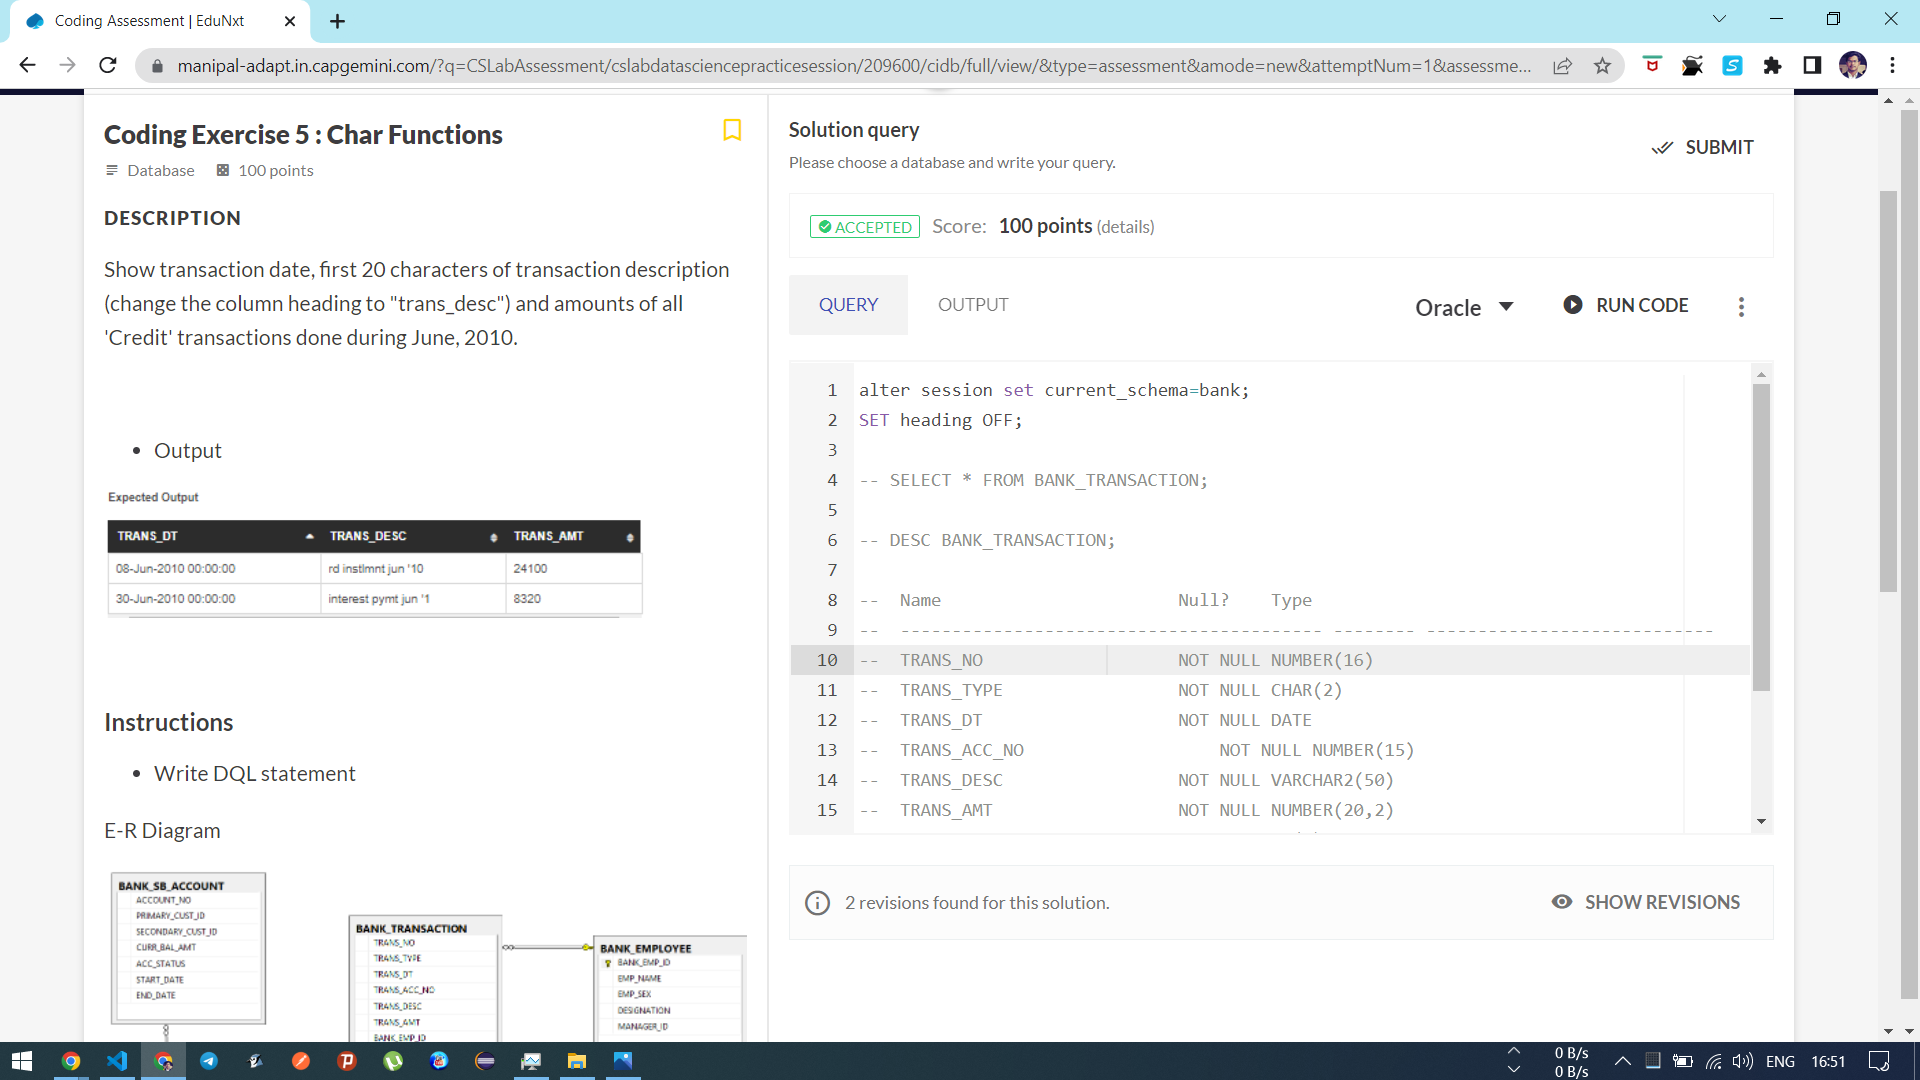 Coding Assessment | EduNxt
manipal-adapt.in.capgemini.com/?q=CSLabAssessment/cslabdatasciencepracticesession/209600/cidb/full/view/&type=assessment&amode=new&attemptNum=1&assessme...
Coding Exercise 5 : Char Functions
Database 100 points
DESCRIPTION
Show transaction date, first 20 characters of transaction description
(change the column heading to "trans_desc") and amounts of all
'Credit' transactions done during June, 2010.
• Output
Expected Output
TRANS_DT TRANS_DESC TRANS_AMT
08-Jun-2010 00:00:00 rd instlmnt jun '10 24100
30-Jun-2010 00:00:00 interest pymt jun '1 8320
Instructions
• Write DQL statement
E-R Diagram
BANK_SB_ACCOUNT
ACCOUNT_NO
PRIMARY_CUST_ID
SECONDARY_CUST_ID
CURR_BAL_AMT
ACC_STATUS
START_DATE
END_DATE
BANK_TRANSACTION
TRANS_NO
TRANS_TYPE
TRANS_DT
TRANS_ACC_NO
TRANS_DESC
TRANS_AMT
BANK_EMP_ID
BANK_EMPLOYEE
BANK_EMP_ID
EMP_NAME
EMP_SEX
DESIGNATION
MANAGER_ID
Solution query
Please choose a database and write your query.
SUBMIT
ACCEPTED Score: 100 points (details)
QUERY OUTPUT Oracle RUN CODE
1 alter session set current_schema=bank;
2 SET heading OFF;
3
4 -- SELECT * FROM BANK_TRANSACTION;
5
6 -- DESC BANK_TRANSACTION;
7
8 -- Name Null? Type
9 -- ----------------------------------------- -------- ----------------------------
10 -- TRANS_NO NOT NULL NUMBER(16)
11 -- TRANS_TYPE NOT NULL CHAR(2)
12 -- TRANS_DT NOT NULL DATE
13 -- TRANS_ACC_NO NOT NULL NUMBER(15)
14 -- TRANS_DESC NOT NULL VARCHAR2(50)
15 -- TRANS_AMT NOT NULL NUMBER(20,2)
2 revisions found for this solution. SHOW REVISIONS
0 B/s
0 B/s
ENG 16:51